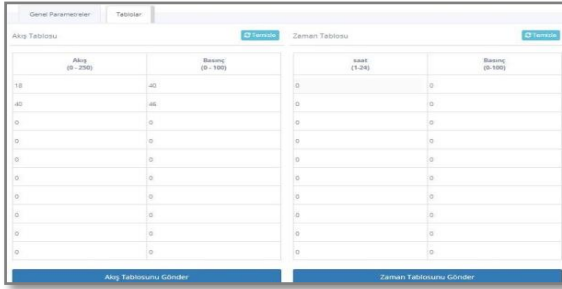 Genel Parametreler Tablolar
Akış Tablosu Temizle Zaman Tablosu Temizle
Akış Basınç saat Basınç
(0 - 250) (0 - 100) (1-24) (0-100)
18 40 0 0
40 46 0 0
0 0 0 0
0 0 0 0
0 0 0 0
0 0 0 0
0 0 0 0
0 0 0 0
0 0 0 0
0 0 0 0
Akış Tablosunu Gönder Zaman Tablosunu Gönder